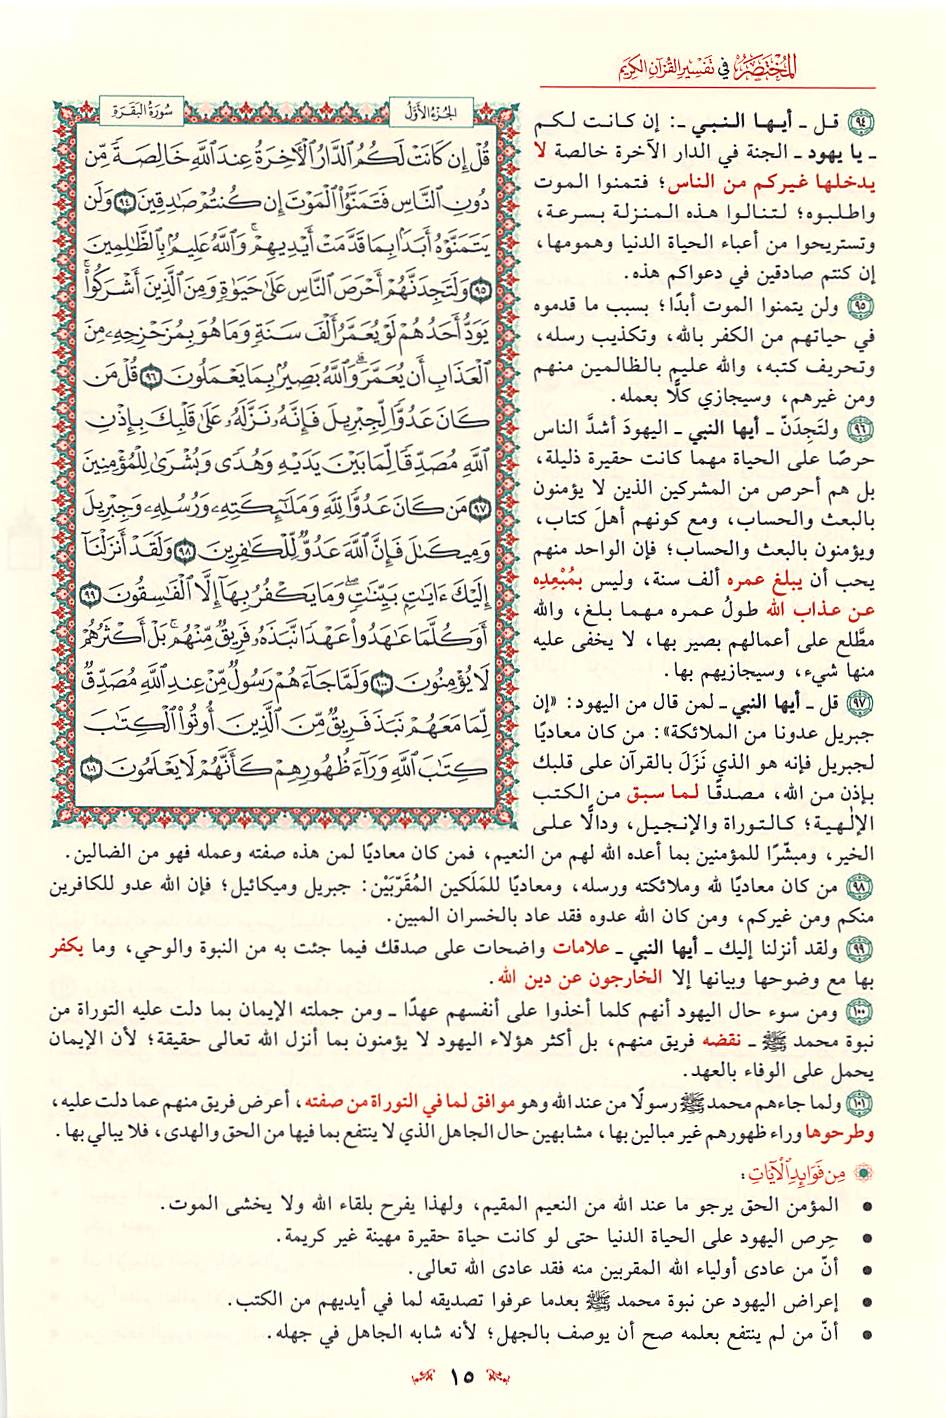 المختصر في تفسير القرآن الكريم
سورة البقرة
الجزء الأول
قُلْ إِن كَانَتْ لَكُمُ ٱلدَّارُ ٱلْأَخِرَةُ عِندَ ٱللَّهِ خَالِصَةً مِّن
دُونِ ٱلنَّاسِ فَتَمَنَّوُا۟ ٱلْمَوْتَ إِن كُنتُمْ صَٰدِقِينَ ٩٤ وَلَن
يَتَمَنَّوْهُ أَبَدًۢا بِمَا قَدَّمَتْ أَيْدِيهِمْ ۚ وَٱللَّهُ عَلِيمٌۢ بِٱلظَّٰلِمِينَ
٩٥ وَلَتَجِدَنَّهُمْ أَحْرَصَ ٱلنَّاسِ عَلَىٰ حَيَوٰةٍ وَمِنَ ٱلَّذِينَ أَشْرَكُوا۟ ۚ
يَوَدُّ أَحَدُهُمْ لَوْ يُعَمَّرُ أَلْفَ سَنَةٍ وَمَا هُوَ بِمُزَحْزِحِهِۦ مِنَ
ٱلْعَذَابِ أَن يُعَمَّرَ ۗ وَٱللَّهُ بَصِيرٌۢ بِمَا يَعْمَلُونَ ٩٦ قُلْ مَن
كَانَ عَدُوًّا لِّجِبْرِيلَ فَإِنَّهُۥ نَزَّلَهُۥ عَلَىٰ قَلْبِكَ بِإِذْنِ
ٱللَّهِ مُصَدِّقًا لِّمَا بَيْنَ يَدَيْهِ وَهُدًى وَبُشْرَىٰ لِلْمُؤْمِنِينَ
٩٧ مَن كَانَ عَدُوًّا لِّلَّهِ وَمَلَٰٓئِكَتِهِۦ وَرُسُلِهِۦ وَجِبْرِيلَ
وَمِيكَىٰلَ فَإِنَّ ٱللَّهَ عَدُوٌّ لِّلْكَٰفِرِينَ ٩٨ وَلَقَدْ أَنزَلْنَآ
إِلَيْكَ ءَايَٰتٍۭ بَيِّنَٰتٍ ۖ وَمَا يَكْفُرُ بِهَآ إِلَّا ٱلْفَٰسِقُونَ ٩٩
أَوَكُلَّمَا عَٰهَدُوا۟ عَهْدًا نَّبَذَهُۥ فَرِيقٌ مِّنْهُم ۚ بَلْ أَكْثَرُهُمْ
لَا يُؤْمِنُونَ ١٠٠ وَلَمَّا جَآءَهُمْ رَسُولٌ مِّنْ عِندِ ٱللَّهِ مُصَدِّقٌ
لِّمَا مَعَهُمْ نَبَذَ فَرِيقٌ مِّنَ ٱلَّذِينَ أُوتُوا۟ ٱلْكِتَٰبَ
كِتَٰبَ ٱللَّهِ وَرَآءَ ظُهُورِهِمْ كَأَنَّهُمْ لَا يَعْلَمُونَ ١٠١
٩٤ قل ـ أيها النبي ـ: إن كانت لكم
ـ يا يهود ـ الجنة في الدار الآخرة خالصة لا
يدخلها غيركم من الناس؛ فتمنوا الموت
واطلبوه؛ لتنالوا هذه المنزلة بسرعة،
وتستريحوا من أعباء الحياة الدنيا وهمومها،
إن كنتم صادقين في دعواكم هذه.
٩٥ ولن يتمنوا الموت أبدًا؛ بسبب ما قدموه
في حياتهم من الكفر بالله، وتكذيب رسله،
وتحريف كتبه، والله عليم بالظالمين منهم
ومن غيرهم، وسيجازي كلًّا بعمله.
٩٦ ولتَجِدَنّ ـ أيها النبي ـ اليهودَ أشدَّ الناس
حرصًا على الحياة مهما كانت حقيرة ذليلة،
بل هم أحرص من المشركين الذين لا يؤمنون
بالبعث والحساب، ومع كونهم أهلَ كتاب،
ويؤمنون بالبعث والحساب؛ فإن الواحد منهم
يحب أن يبلغ عمره ألف سنة، وليس بمُبْعِدِه
عن عذاب الله طولُ عمره مهما بلغ، والله
مطَّلع على أعمالهم بصير بها، لا يخفى عليه
منها شيء، وسيجازيهم بها.
٩٧ قل ـ أيها النبي ـ لمن قال من اليهود: «إن
جبريل عدونا من الملائكة»: من كان معاديًا
لجبريل فإنه هو الذي نَزَلَ بالقرآن على قلبك
بإذن من الله، مصدقًا لما سبق من الكتب
الإلهية؛ كالتوراة والإنجيل، ودالًّا على
الخير، ومبشّرًا للمؤمنين بما أعده الله لهم من النعيم، فمن كان معاديًا لمن هذه صفته وعمله فهو من الضالين.
٩٨ من كان معاديًا لله وملائكته ورسله، ومعاديًا للمَلَكين المُقَرّبَيْن: جبريل وميكائيل؛ فإن الله عدو للكافرين
منكم ومن غيركم، ومن كان الله عدوه فقد عاد بالخسران المبين.
٩٩ ولقد أنزلنا إليك ـ أيها النبي ـ علامات واضحات على صدقك فيما جئت به من النبوة والوحي، وما يكفر
بها مع وضوحها وبيانها إلا الخارجون عن دين الله.
١٠٠ ومن سوء حال اليهود أنهم كلما أخذوا على أنفسهم عهدًا ـ ومن جملته الإيمان بما دلت عليه التوراة من
نبوة محمد ﷺ ـ نقضه فريق منهم، بل أكثر هؤلاء اليهود لا يؤمنون بما أنزل الله تعالى حقيقة؛ لأن الإيمان
يحمل على الوفاء بالعهد.
١٠١ ولما جاءهم محمد ﷺ رسولًا من عند الله وهو موافق لما في التوراة من صفته، أعرض فريق منهم عما دلت عليه،
وطرحوها وراء ظهورهم غير مبالين بها، مشابهين حال الجاهل الذي لا ينتفع بما فيها من الحق والهدى، فلا يبالي بها.
من فوائد الآيات:
• المؤمن الحق يرجو ما عند الله من النعيم المقيم، ولهذا يفرح بلقاء الله ولا يخشى الموت.
• حِرص اليهود على الحياة الدنيا حتى لو كانت حياة حقيرة مهينة غير كريمة.
• أنّ من عادى أولياء الله المقربين منه فقد عادى الله تعالى.
• إعراض اليهود عن نبوة محمد ﷺ بعدما عرفوا تصديقه لما في أيديهم من الكتب.
• أنّ من لم ينتفع بعلمه صح أن يوصف بالجهل؛ لأنه شابه الجاهل في جهله.
١٥